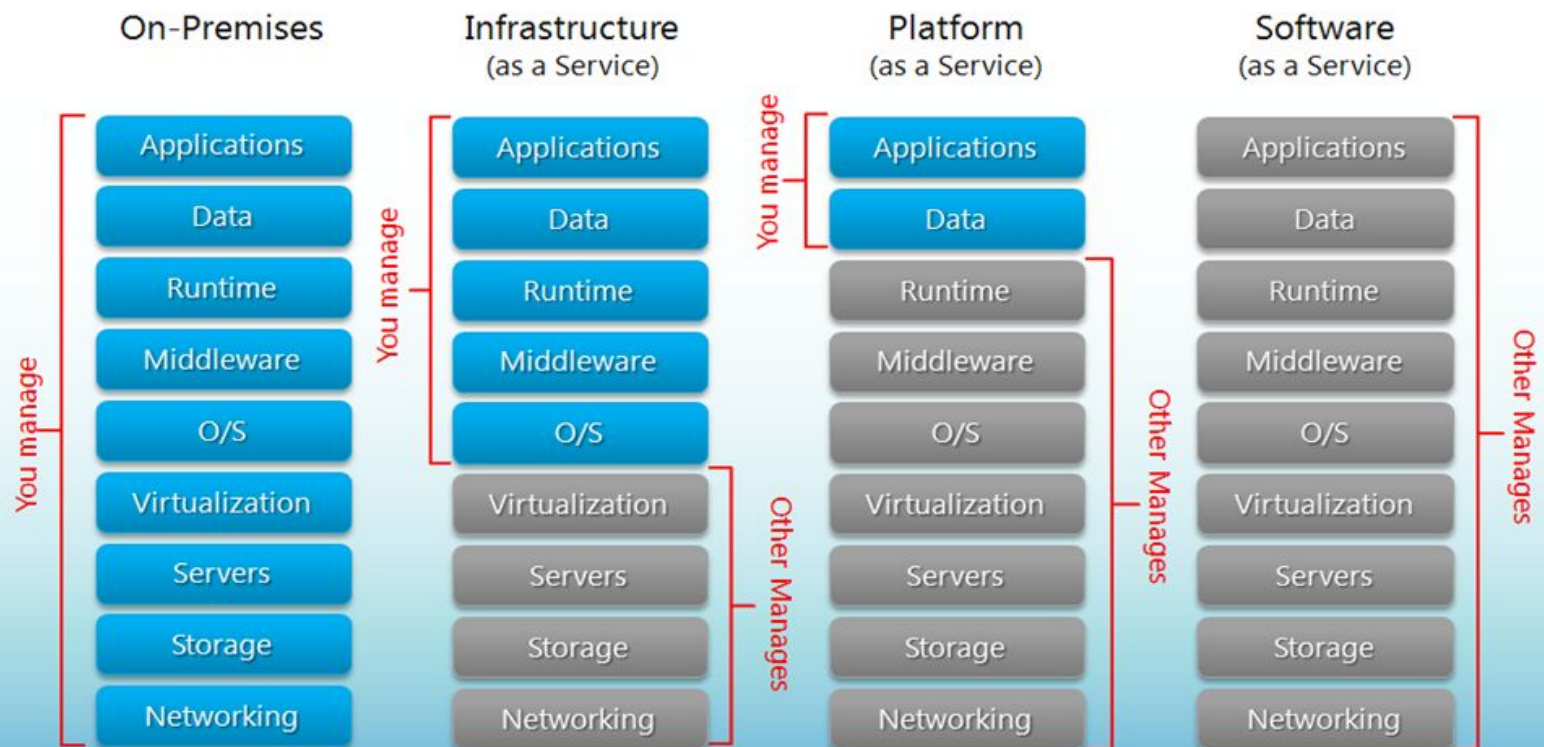 On-Premises
You manage
Applications
Data
Runtime
Middleware
O/S
Virtualization
Servers
Storage
Networking
Infrastructure
(as a Service)
You manage
Applications
Data
Runtime
Middleware
O/S
Virtualization
Servers
Storage
Networking
Other Manages
Platform
(as a Service)
You manage
Applications
Data
Runtime
Middleware
O/S
Virtualization
Servers
Storage
Networking
Other Manages
Software
(as a Service)
Applications
Data
Runtime
Middleware
O/S
Virtualization
Servers
Storage
Networking
Other Manages